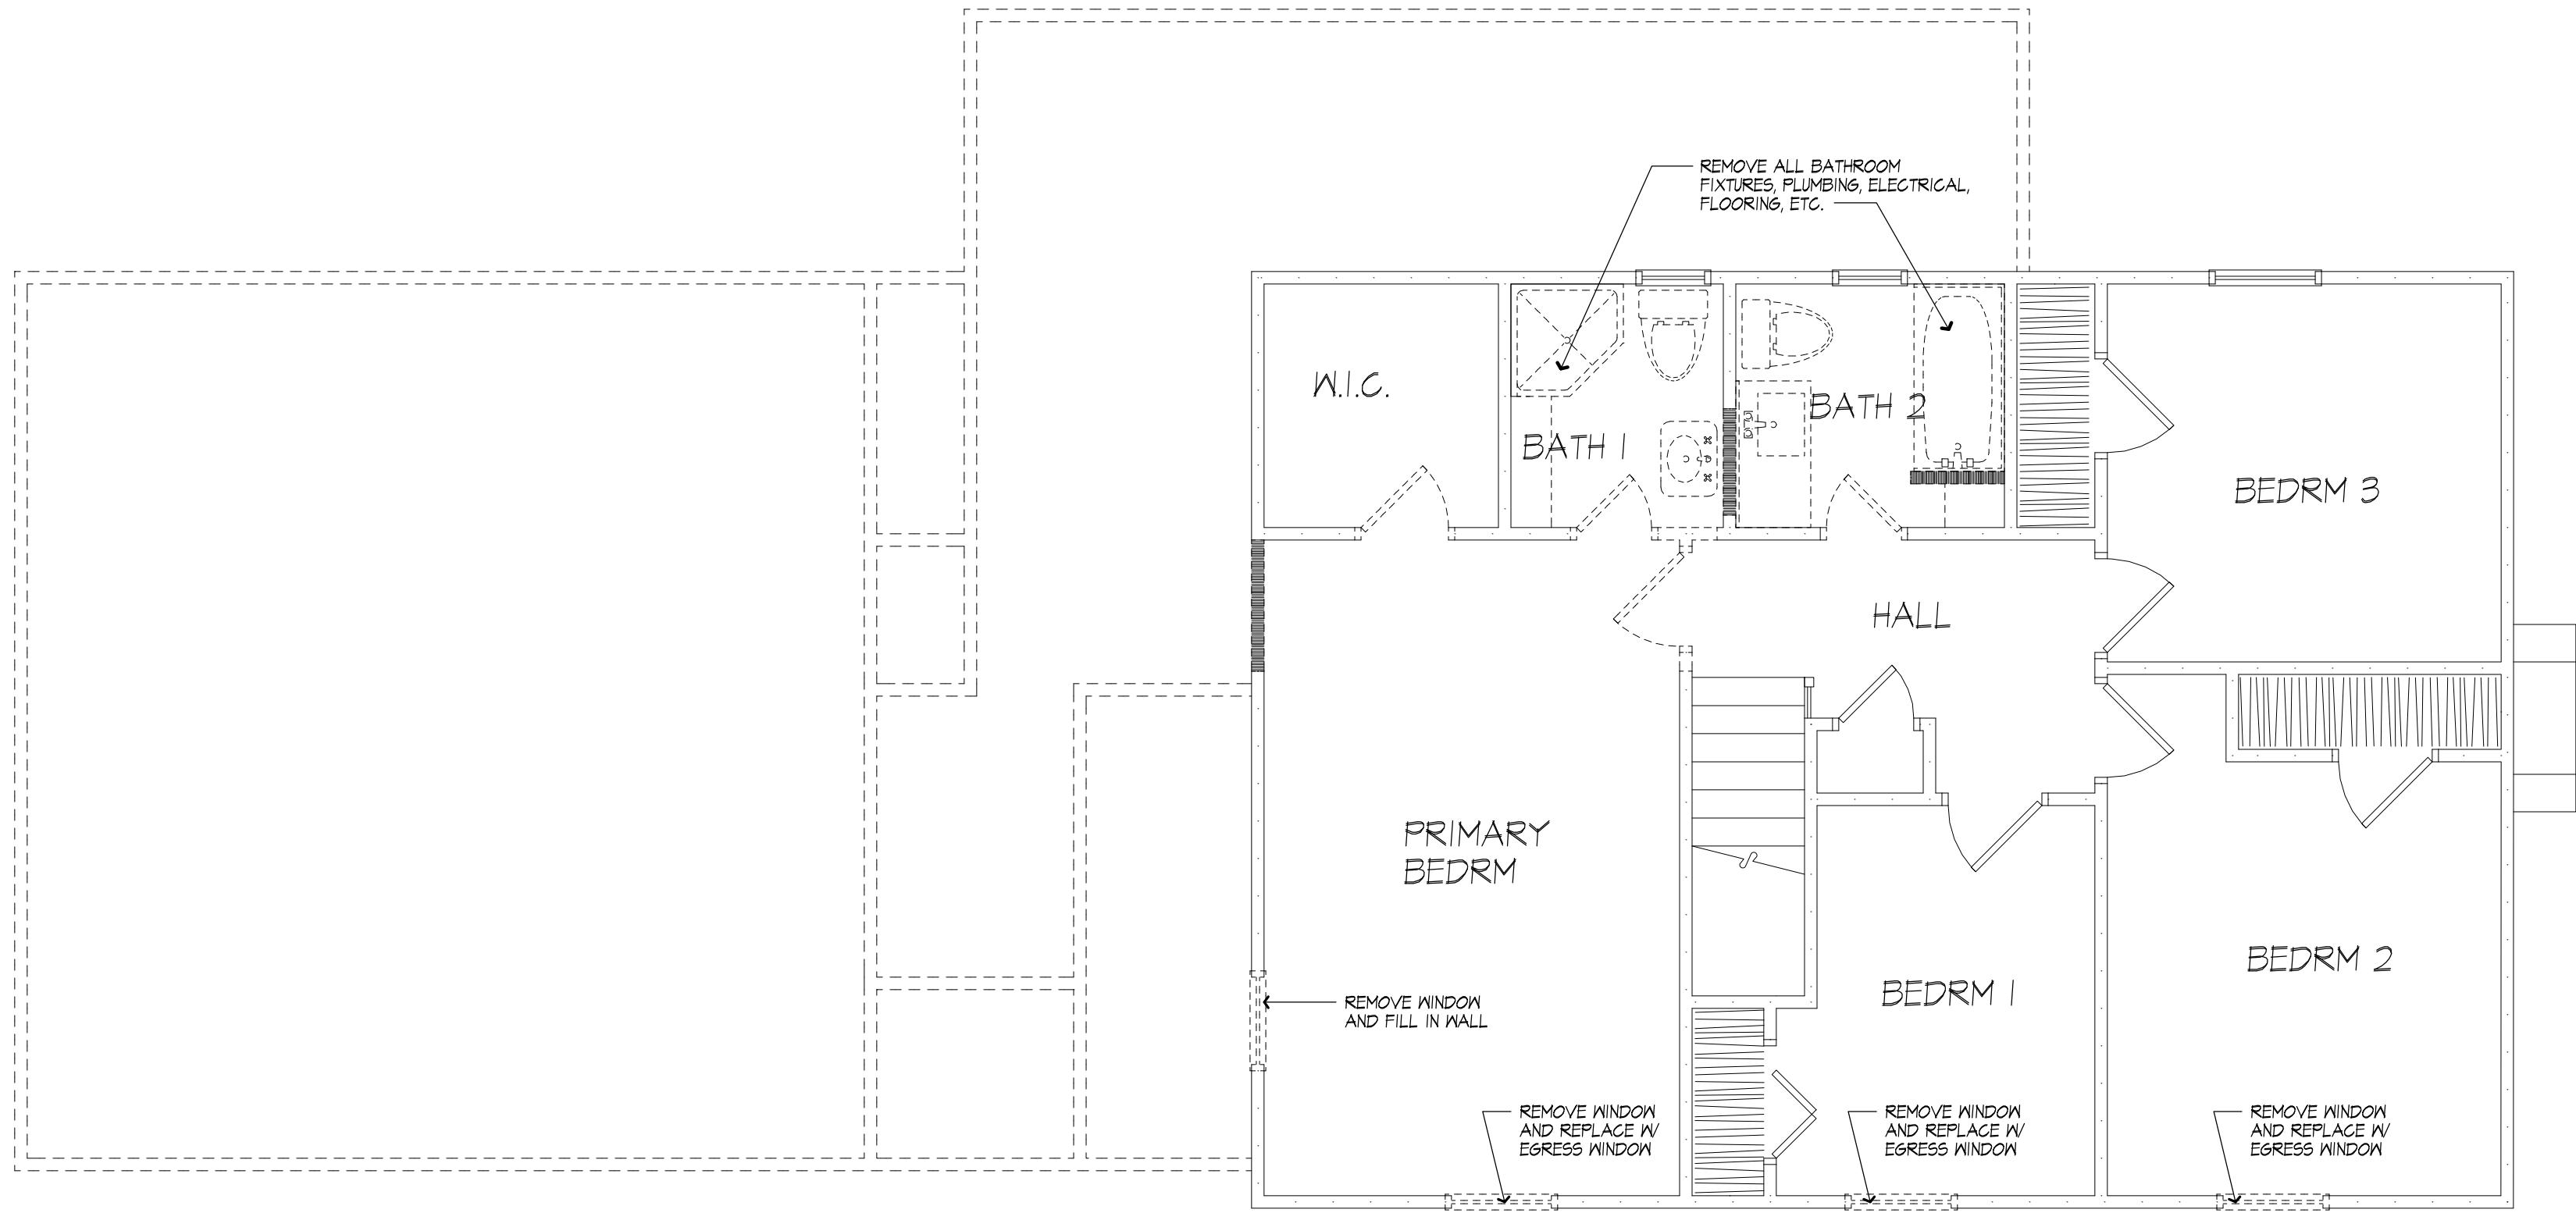 REMOVE ALL BATHROOM
FIXTURES, PLUMBING, ELECTRICAL,
FLOORING, ETC.
W.I.C.
BATH 1
BATH 2
BEDRM 3
HALL
PRIMARY
BEDRM
BEDRM 1
BEDRM 2
REMOVE WINDOW
AND FILL IN WALL
REMOVE WINDOW
AND REPLACE W/
EGRESS WINDOW
REMOVE WINDOW
AND REPLACE W/
EGRESS WINDOW
REMOVE WINDOW
AND REPLACE W/
EGRESS WINDOW